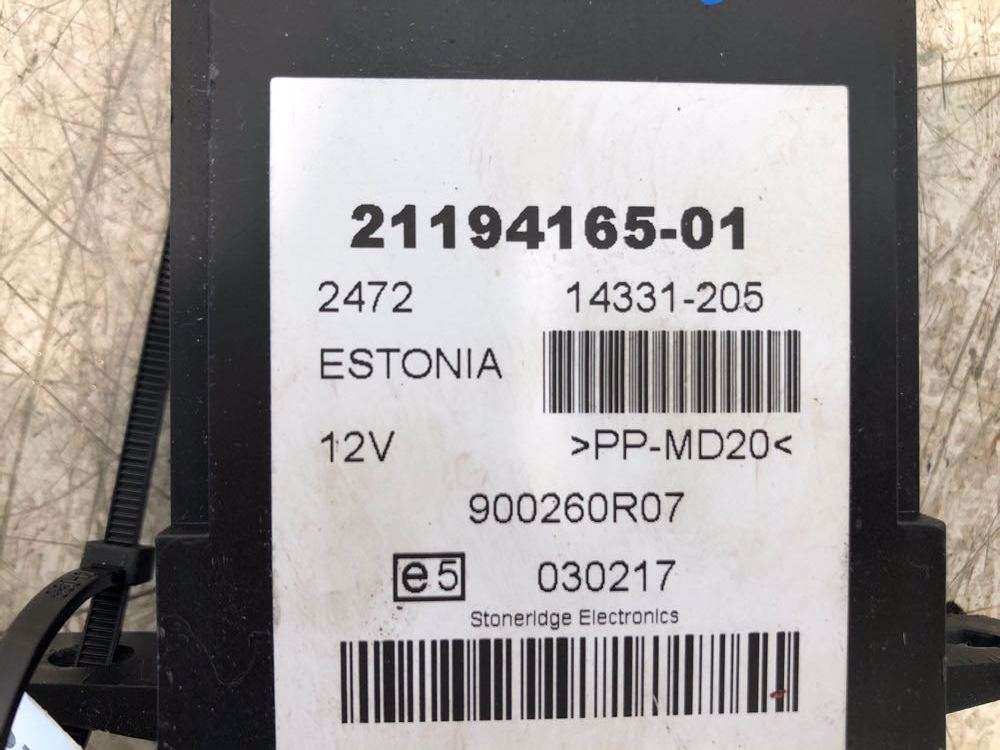 21194165-01
2472 14331-205
ESTONIA
12V >PP-MD20<
900260R07
e5 030217
Stoneridge Electronics